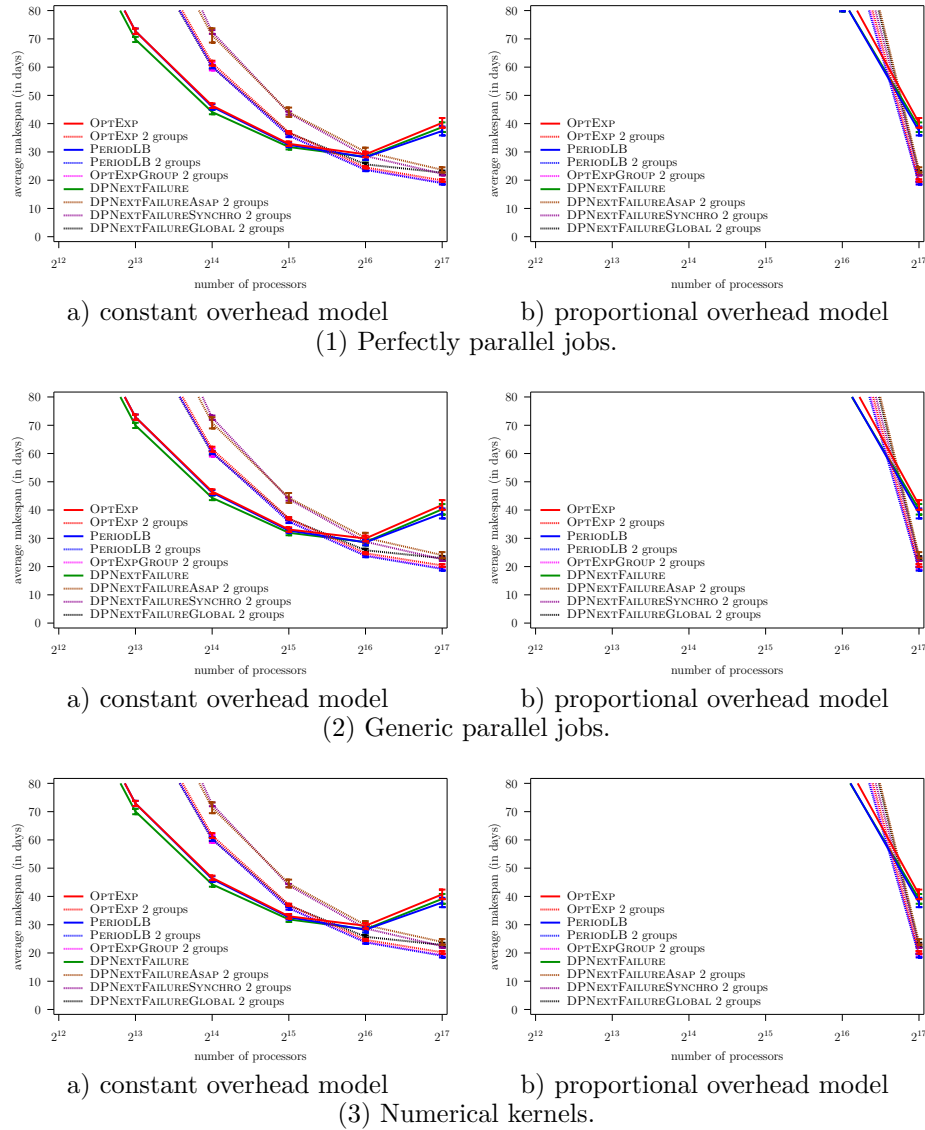 average makespan (in days)
80
70
60
50
40
30
20
10
0
OPTEXP
OPTEXP 2 groups
PERIODLB
PERIODLB 2 groups
OPTEXPGROUP 2 groups
DPNEXTFAILURE
DPNEXTFAILUREASAP 2 groups
DPNEXTFAILURESYNCHRO 2 groups
DPNEXTFAILUREGLOBAL 2 groups
2^12 2^13 2^14 2^15 2^16 2^17
number of processors
a) constant overhead model
average makespan (in days)
80
70
60
50
40
30
20
10
0
OPTEXP
OPTEXP 2 groups
PERIODLB
PERIODLB 2 groups
OPTEXPGROUP 2 groups
DPNEXTFAILURE
DPNEXTFAILUREASAP 2 groups
DPNEXTFAILURESYNCHRO 2 groups
DPNEXTFAILUREGLOBAL 2 groups
2^12 2^13 2^14 2^15 2^16 2^17
number of processors
b) proportional overhead model
(1) Perfectly parallel jobs.
average makespan (in days)
80
70
60
50
40
30
20
10
0
OPTEXP
OPTEXP 2 groups
PERIODLB
PERIODLB 2 groups
OPTEXPGROUP 2 groups
DPNEXTFAILURE
DPNEXTFAILUREASAP 2 groups
DPNEXTFAILURESYNCHRO 2 groups
DPNEXTFAILUREGLOBAL 2 groups
2^12 2^13 2^14 2^15 2^16 2^17
number of processors
a) constant overhead model
average makespan (in days)
80
70
60
50
40
30
20
10
0
OPTEXP
OPTEXP 2 groups
PERIODLB
PERIODLB 2 groups
OPTEXPGROUP 2 groups
DPNEXTFAILURE
DPNEXTFAILUREASAP 2 groups
DPNEXTFAILURESYNCHRO 2 groups
DPNEXTFAILUREGLOBAL 2 groups
2^12 2^13 2^14 2^15 2^16 2^17
number of processors
b) proportional overhead model
(2) Generic parallel jobs.
average makespan (in days)
80
70
60
50
40
30
20
10
0
OPTEXP
OPTEXP 2 groups
PERIODLB
PERIODLB 2 groups
OPTEXPGROUP 2 groups
DPNEXTFAILURE
DPNEXTFAILUREASAP 2 groups
DPNEXTFAILURESYNCHRO 2 groups
DPNEXTFAILUREGLOBAL 2 groups
2^12 2^13 2^14 2^15 2^16 2^17
number of processors
a) constant overhead model
average makespan (in days)
80
70
60
50
40
30
20
10
0
OPTEXP
OPTEXP 2 groups
PERIODLB
PERIODLB 2 groups
OPTEXPGROUP 2 groups
DPNEXTFAILURE
DPNEXTFAILUREASAP 2 groups
DPNEXTFAILURESYNCHRO 2 groups
DPNEXTFAILUREGLOBAL 2 groups
2^12 2^13 2^14 2^15 2^16 2^17
number of processors
b) proportional overhead model
(3) Numerical kernels.